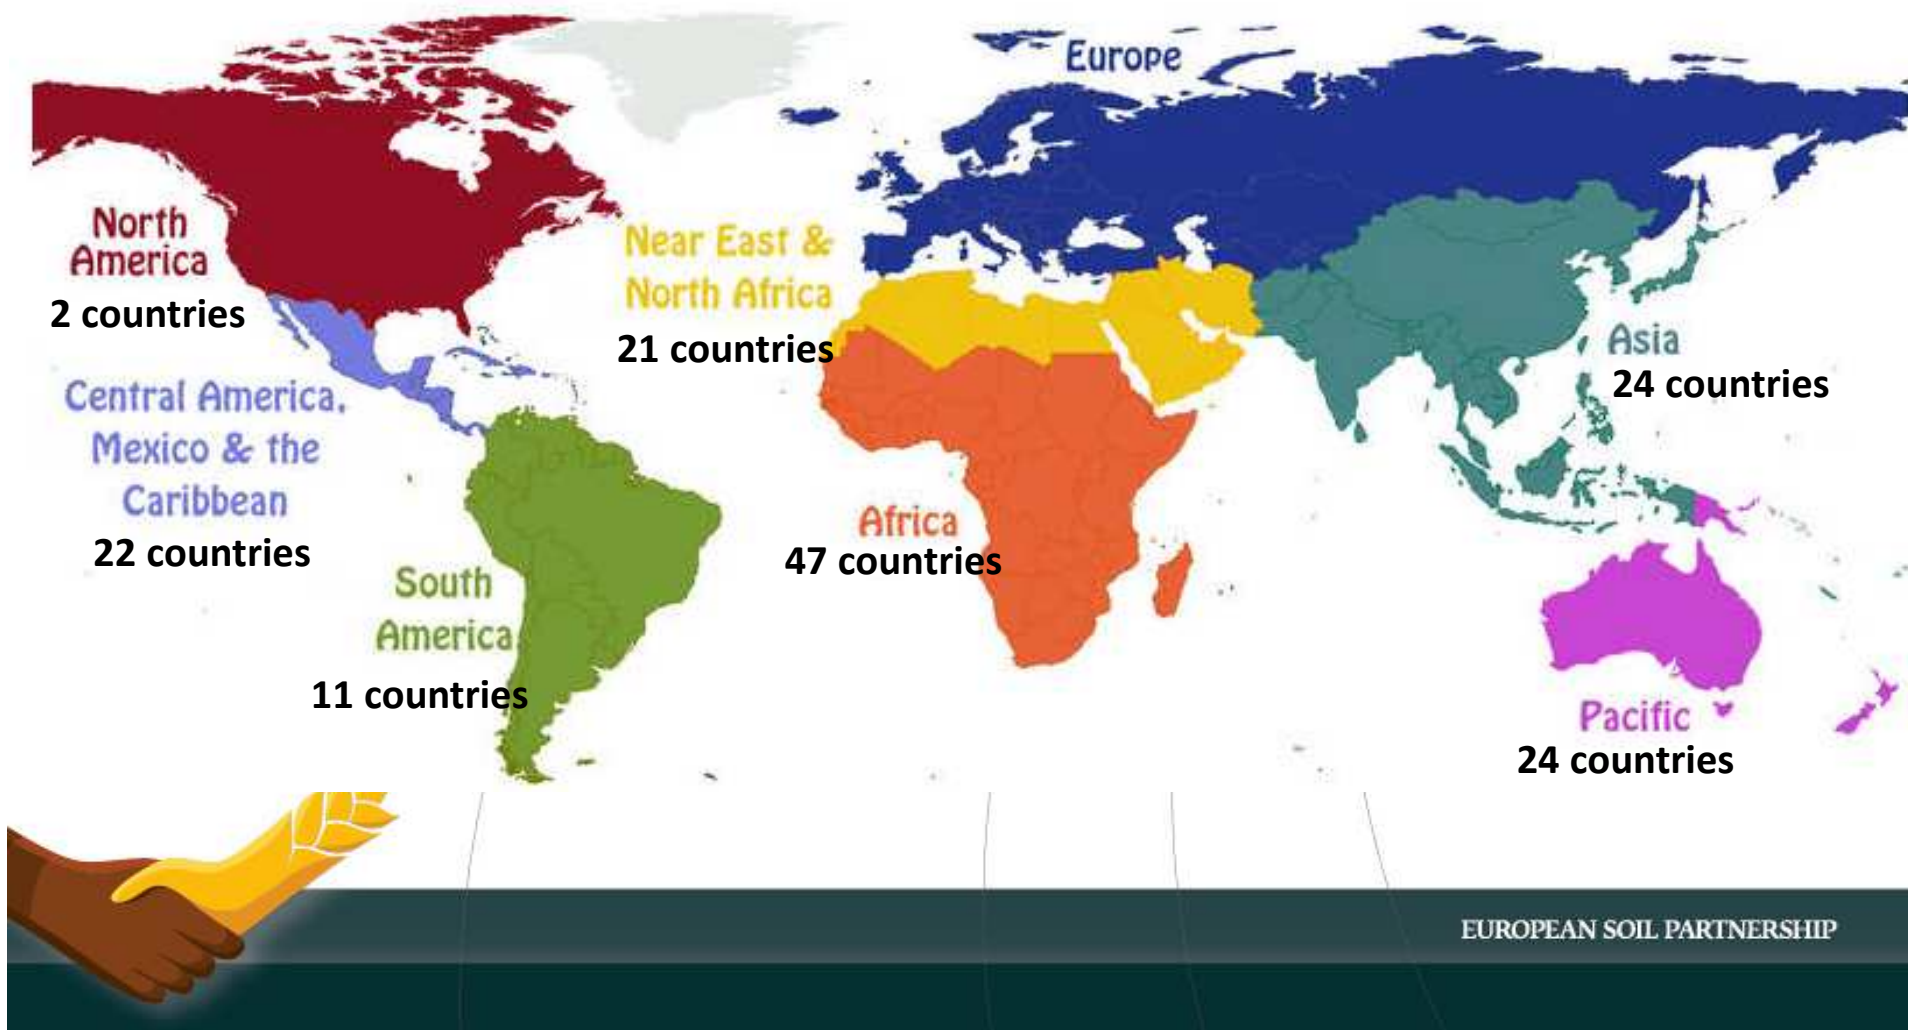 Europe
North
America
2 countries
Near East &
North Africa
21 countries
Asia
24 countries
Central America,
Mexico & the
Caribbean
22 countries
Africa
47 countries
South
America
11 countries
Pacific
24 countries
EUROPEAN SOIL PARTNERSHIP